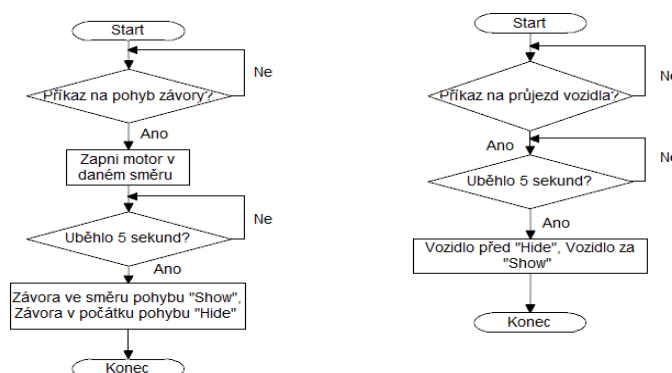 Start
Ne
Příkaz na pohyb závory?
Ano
Zapni motor v
daném směru
Ne
Uběhlo 5 sekund?
Ano
Závora ve směru pohybu "Show",
Závora v počátku pohybu "Hide"
Konec
Start
Ne
Příkaz na průjezd vozidla?
Ano
Ne
Uběhlo 5 sekund?
Ano
Vozidlo před "Hide", Vozidlo za
"Show"
Konec